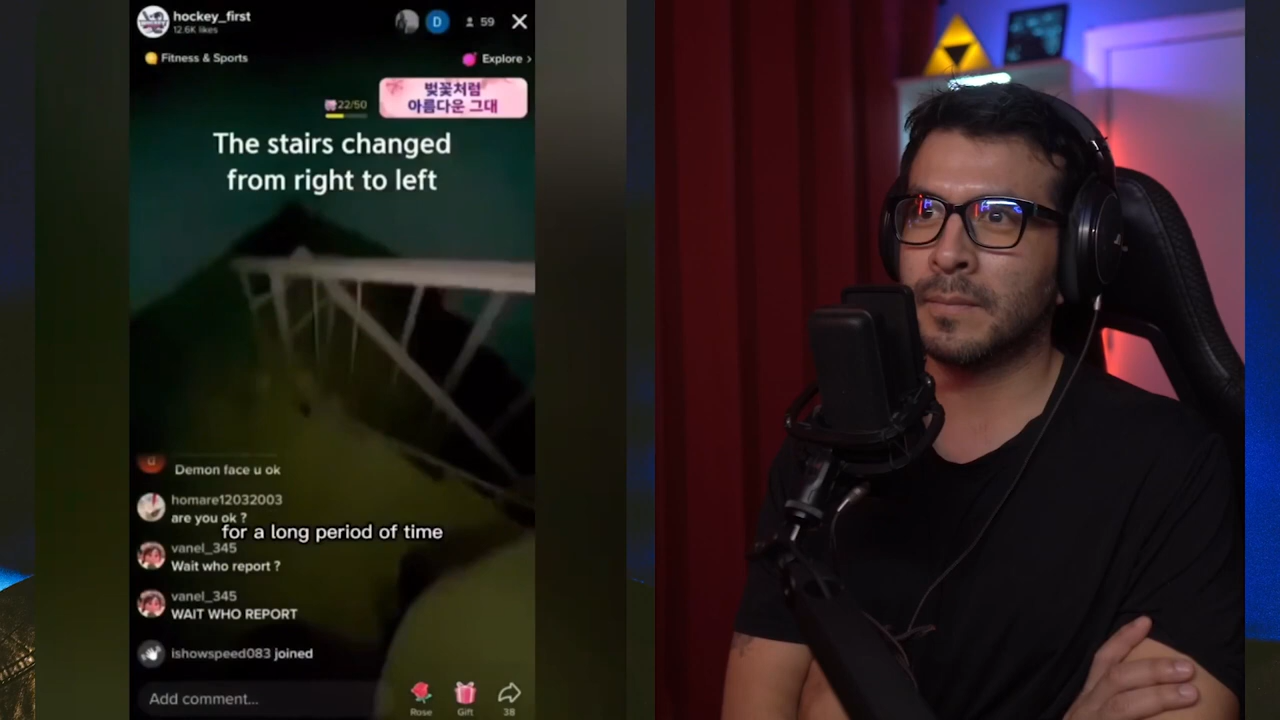 hockey_first
12.6K likes
59
Fitness & Sports
Explore >
벚꽃처럼
아름다운 그대
22/50
The stairs changed
from right to left
Demon face u ok
homare12032003
are you ok ?
for a long period of time
vanel_345
Wait who report ?
vanel_345
WAIT WHO REPORT
ishowspeed083 joined
Add comment...
Rose
Gift
38
D